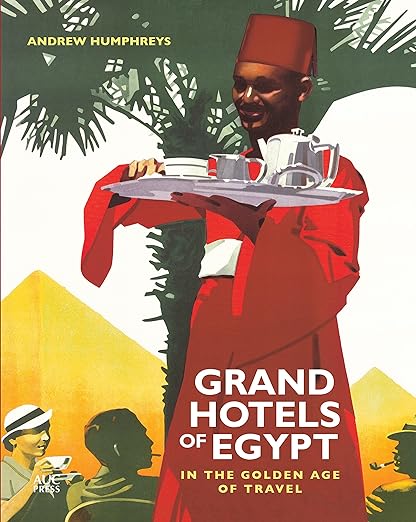 ANDREW HUMPHREYS
GRAND
HOTELS
OF EGYPT
IN THE GOLDEN AGE
OF TRAVEL
AUC
PRESS